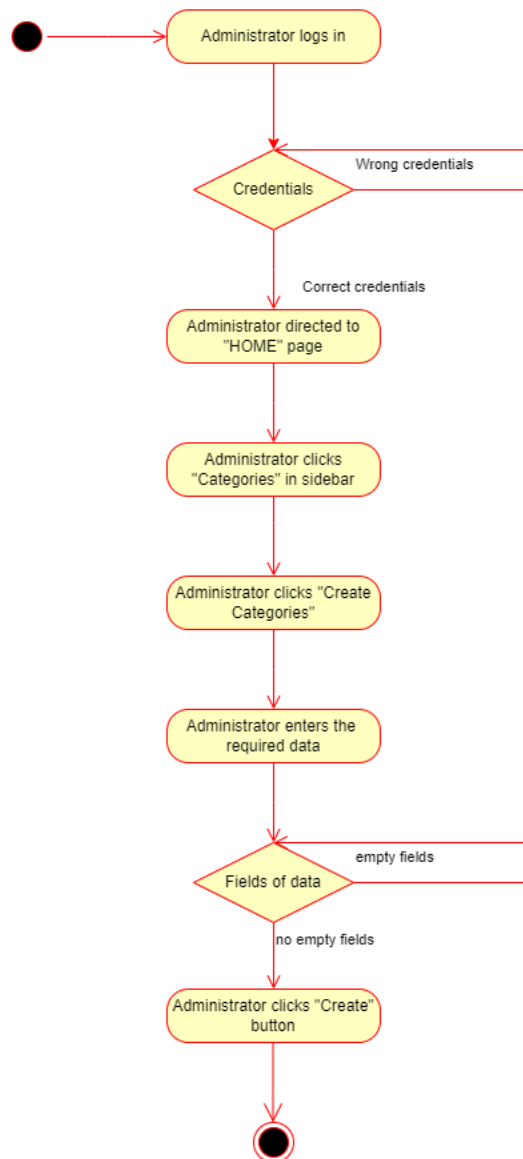 Administrator logs in
Wrong credentials
Credentials
Correct credentials
Administrator directed to
"HOME" page
Administrator clicks
"Categories" in sidebar
Administrator clicks "Create
Categories"
Administrator enters the
required data
empty fields
Fields of data
no empty fields
Administrator clicks "Create"
button